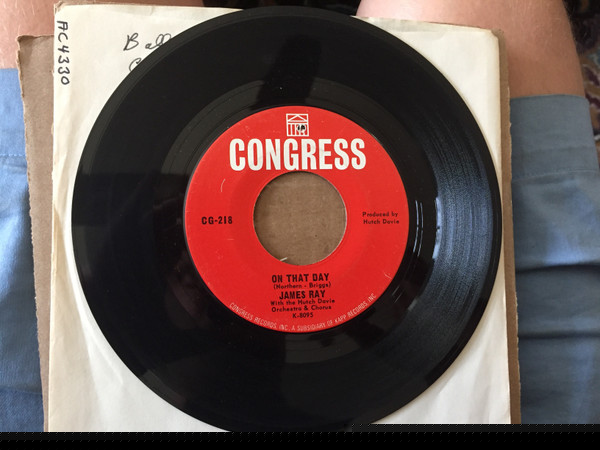 AC4330
CONGRESS
CG-218
Produced by
Hutch Davie
ON THAT DAY
(Northern - Briggs)
JAMES RAY
With the Hutch Davie
Orchestra & Chorus
K-8095
CONGRESS RECORDS, INC. A SUBSIDIARY OF KAPP RECORDS, INC.